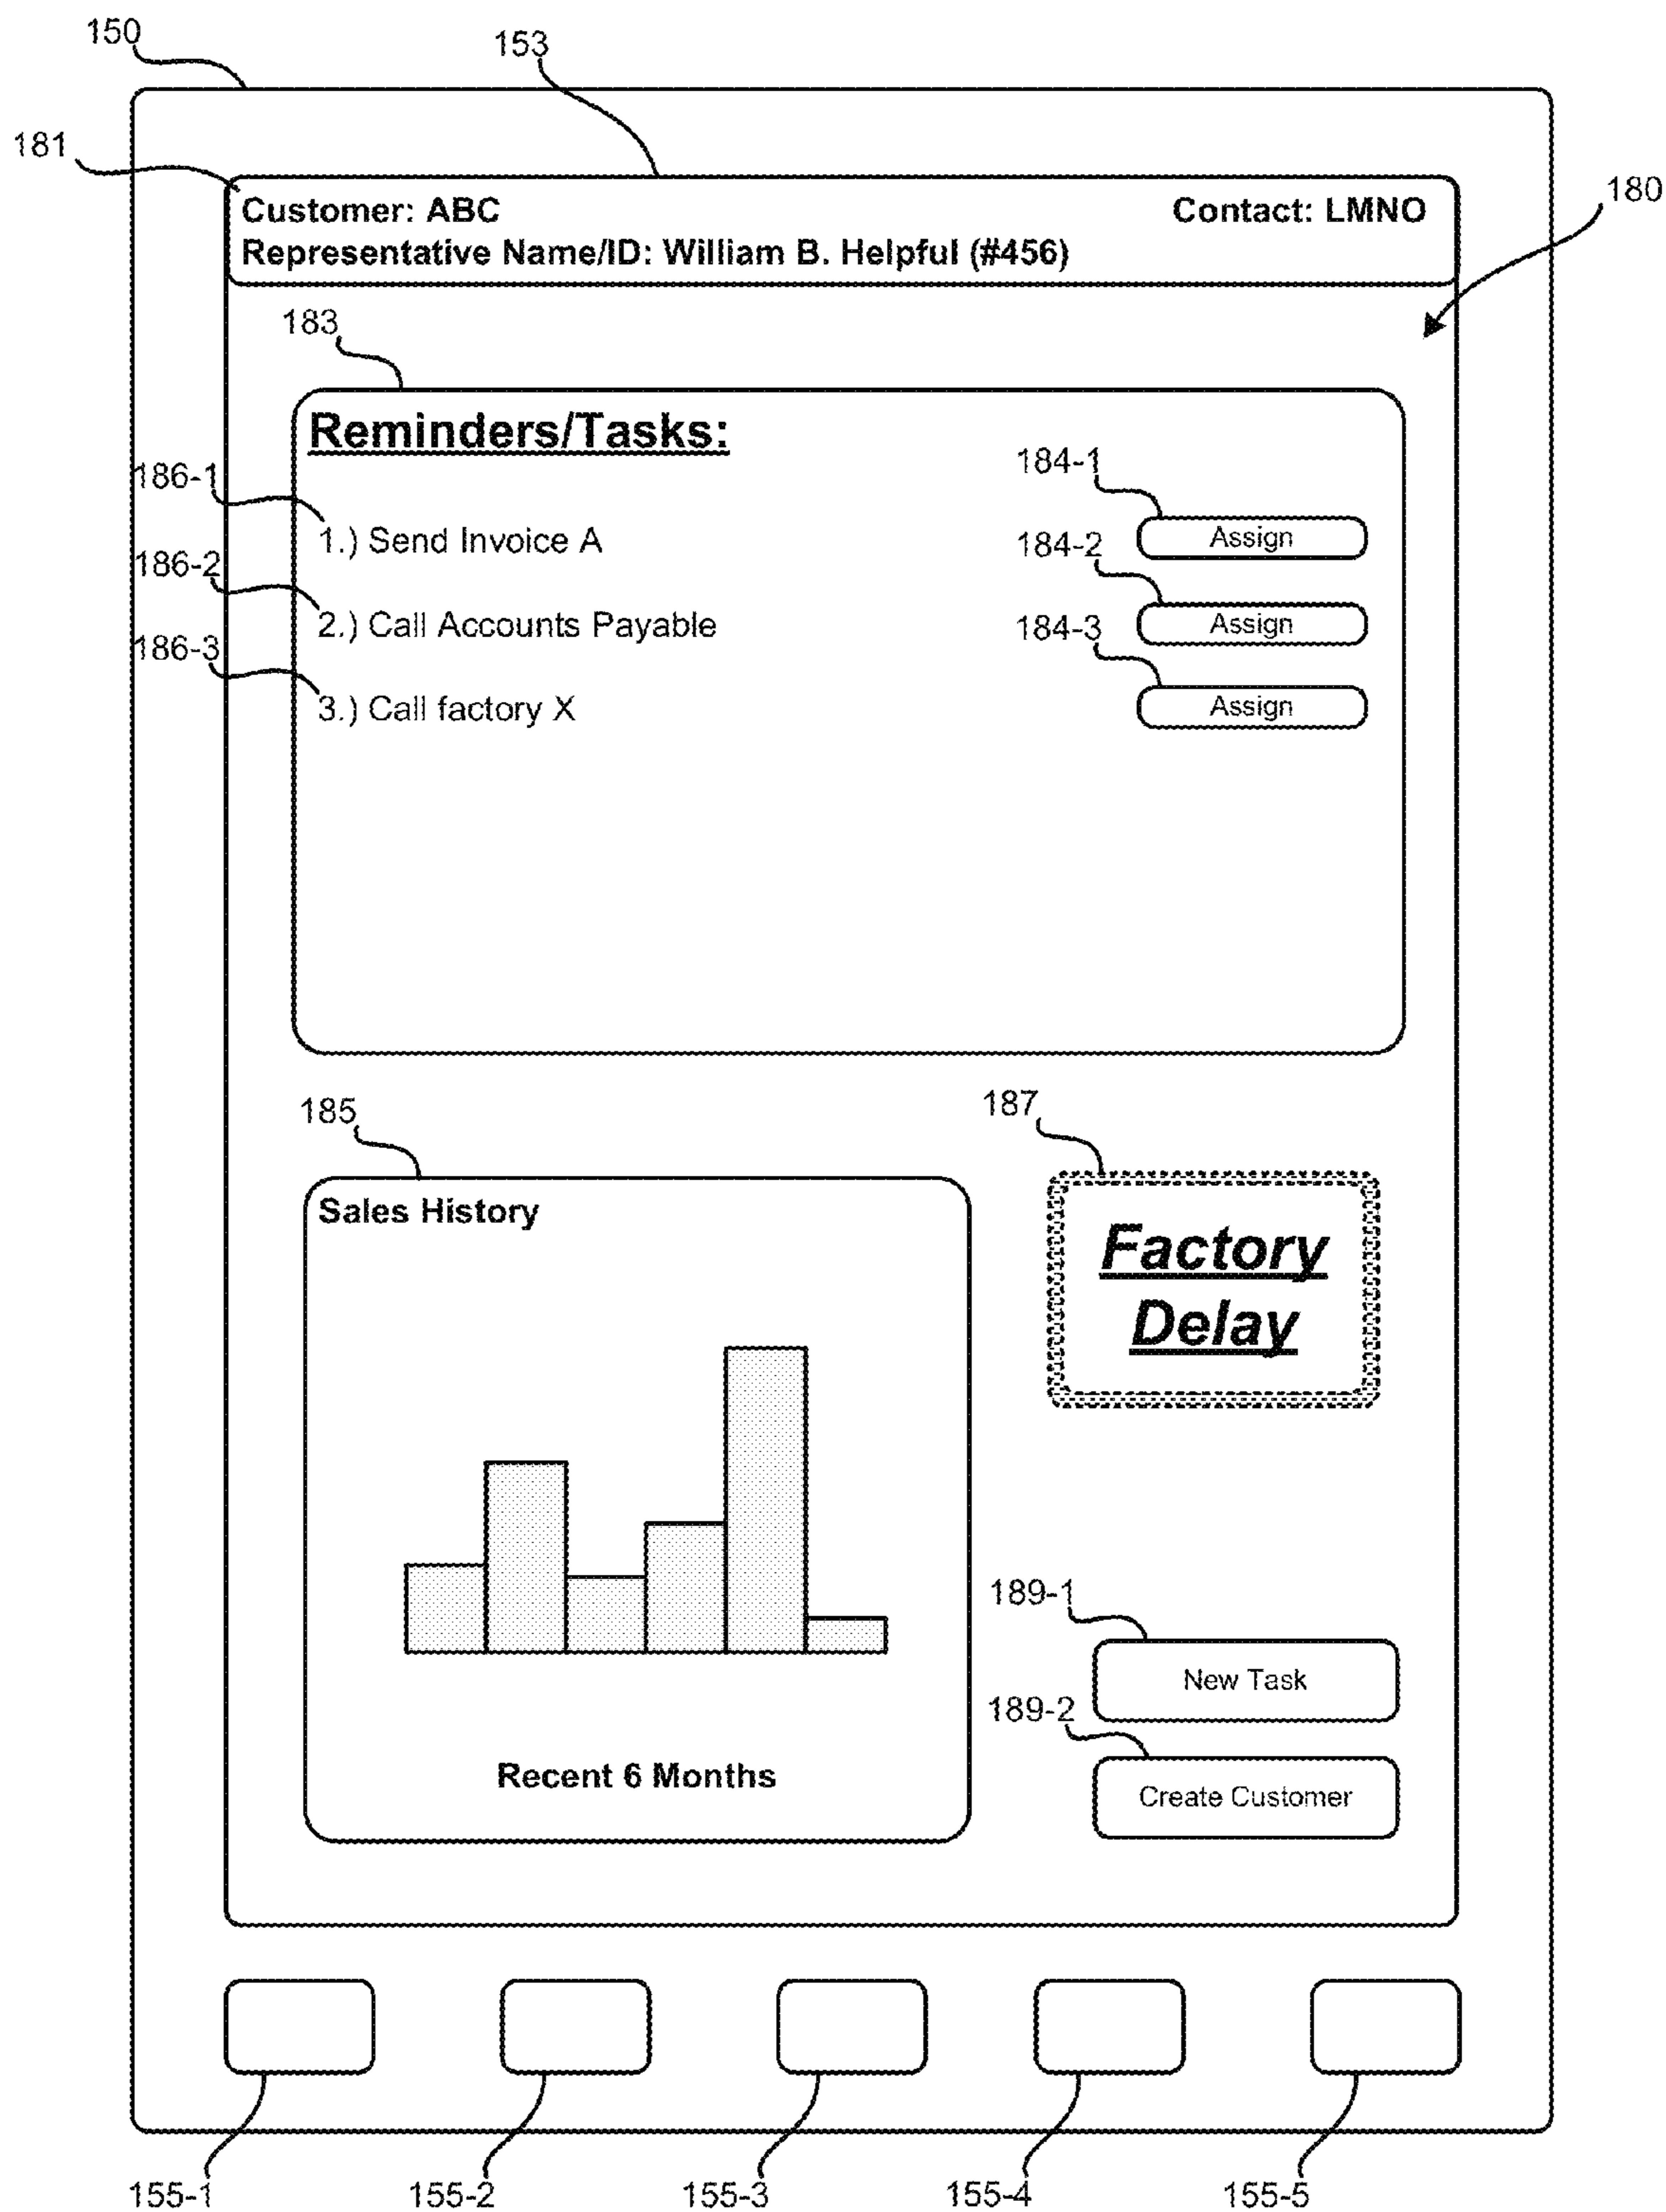 150
153
181
Customer: ABC Contact: LMNO
180
Representative Name/ID: William B. Helpful (#456)
183
Reminders/Tasks:
186-1
184-1
1.) Send Invoice A Assign
186-2
184-2
2.) Call Accounts Payable Assign
186-3
184-3
3.) Call factory X Assign
185
187
Sales History
Factory
Delay
189-1
New Task
189-2
Recent 6 Months
Create Customer
155-1 155-2 155-3 155-4 155-5